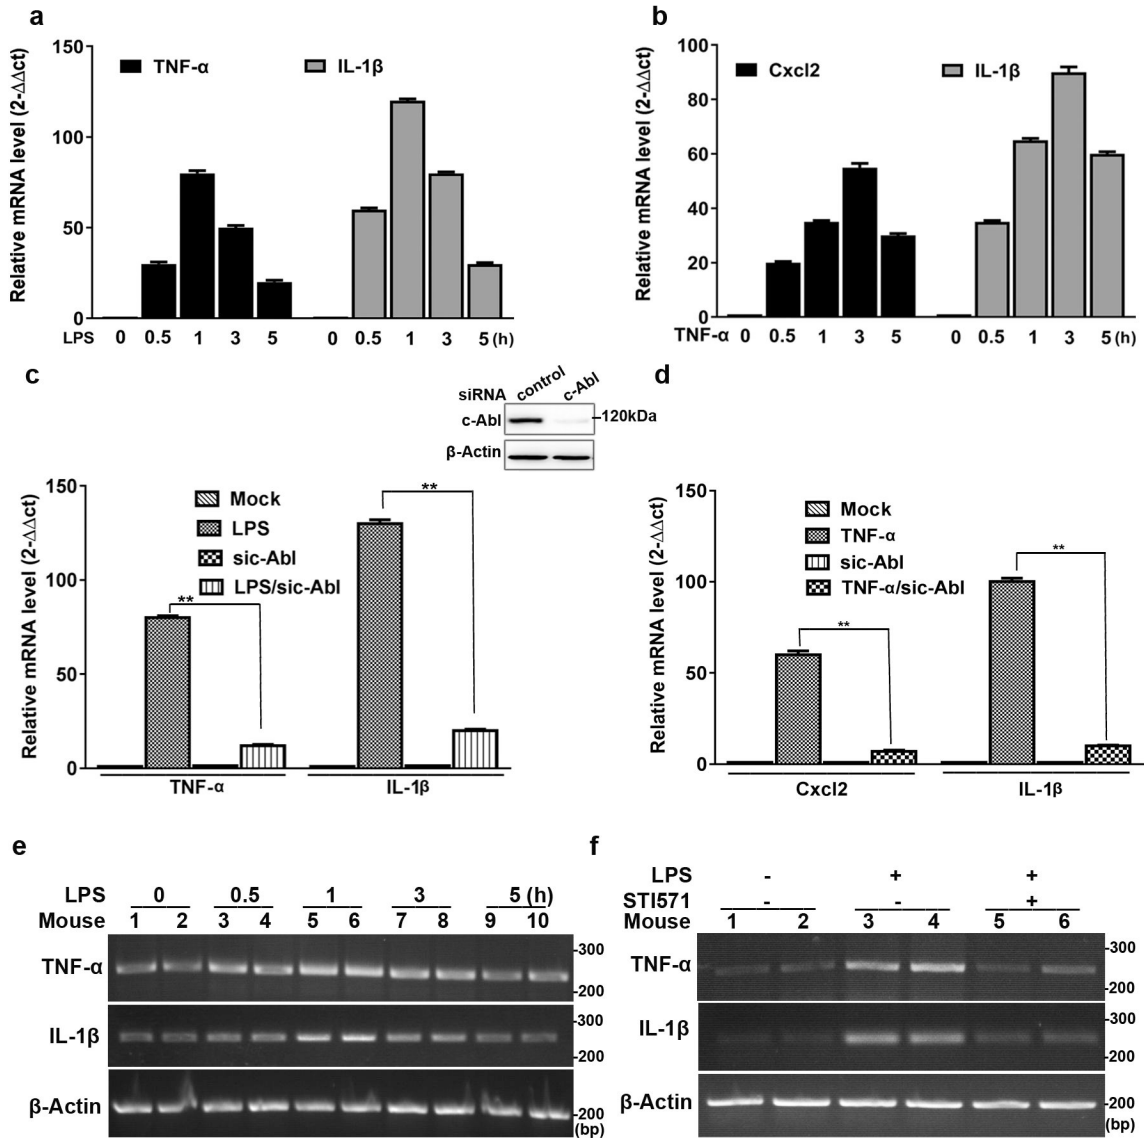 a
Relative mRNA level (2-ΔΔct)
TNF-α IL-1β
150
100
50
0
LPS 0 0.5 1 3 5 0 0.5 1 3 5 (h)
b
Relative mRNA level (2-ΔΔct)
Cxcl2 IL-1β
100
80
60
40
20
0
TNF-α 0 0.5 1 3 5 0 0.5 1 3 5 (h)
c
siRNA control c-Abl
c-Abl -120kDa
β-Actin
Relative mRNA level (2-ΔΔct)
150
100
50
0
Mock
LPS
sic-Abl
LPS/sic-Abl
** **
TNF-α IL-1β
d
Relative mRNA level (2-ΔΔct)
150
100
50
0
Mock
TNF-α
sic-Abl
TNF-α/sic-Abl
** **
Cxcl2 IL-1β
e
LPS 0 0.5 1 3 5 (h)
Mouse 1 2 3 4 5 6 7 8 9 10
TNF-α -300
-200
IL-1β -300
-200
β-Actin -200
(bp)
f
LPS - + +
STI571 - - +
Mouse 1 2 3 4 5 6
TNF-α -300
-200
IL-1β -300
-200
β-Actin -200
(bp)